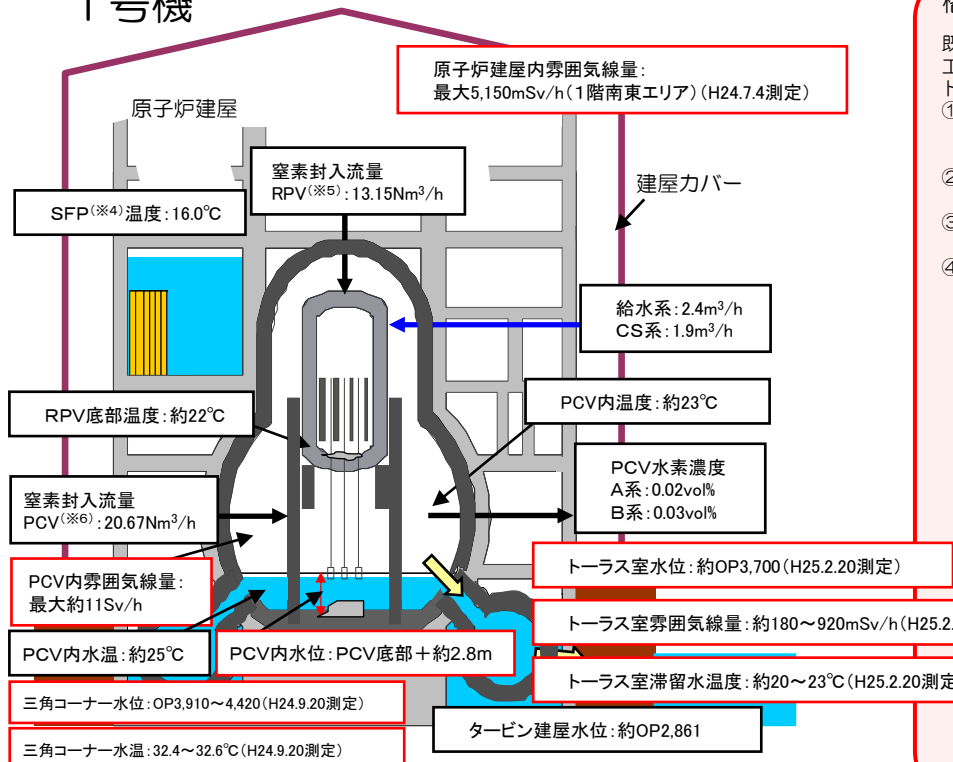 1号機
原子炉建屋内雰囲気線量:
最大5,150mSv/h(1階南東エリア)(H24.7.4測定)
原子炉建屋
窒素封入流量
RPV(※5):13.15Nm³/h
建屋カバー
SFP(※4)温度:16.0℃
給水系:2.4m³/h
CS系:1.9m³/h
RPV底部温度:約22℃
PCV内温度:約23℃
PCV水素濃度
A系:0.02vol%
B系:0.03vol%
窒素封入流量
PCV(※6):20.67Nm³/h
PCV内雰囲気線量:
最大約11Sv/h
トーラス室水位:約OP3,700(H25.2.20測定)
トーラス室雰囲気線量:約180~920mSv/h(H25.2.
PCV内水温:約25℃
PCV内水位:PCV底部+約2.8m
トーラス室滞留水温度:約20~23℃(H25.2.20測定
三角コーナー水位:OP3,910~4,420(H24.9.20測定)
タービン建屋水位:約OP2,861
三角コーナー水温:32.4~32.6℃(H24.9.20測定)
既
①
②
③
④